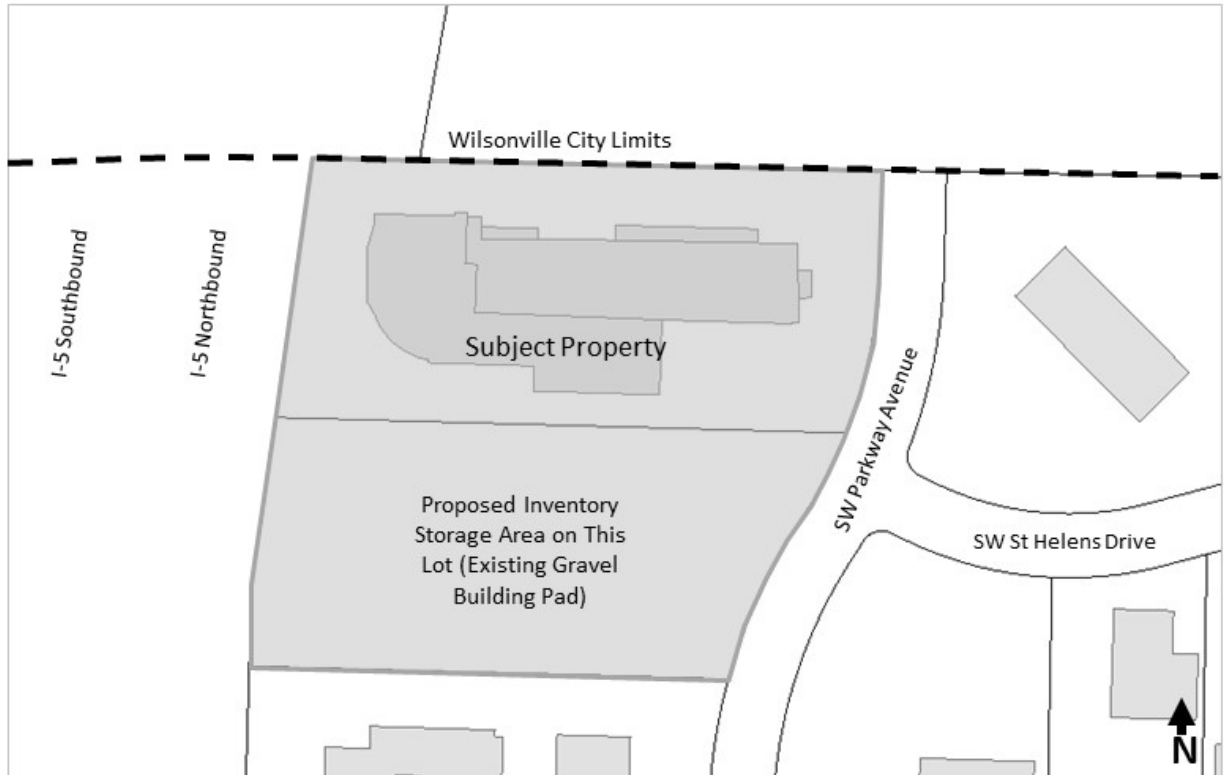 Wilsonville City Limits
I-5 Southbound
I-5 Northbound
Subject Property
SW Parkway Avenue
Proposed Inventory
Storage Area on This
Lot (Existing Gravel
Building Pad)
SW St Helens Drive
N